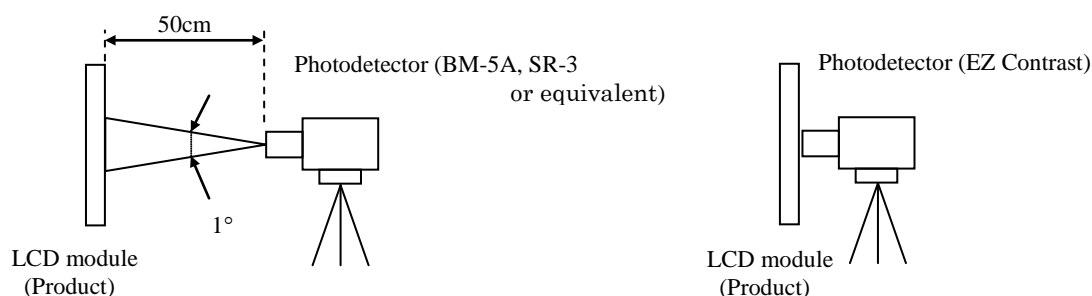 50cm
Photodetector (BM-5A, SR-3
or equivalent)
1°
LCD module
(Product)
Photodetector (EZ Contrast)
LCD module
(Product)